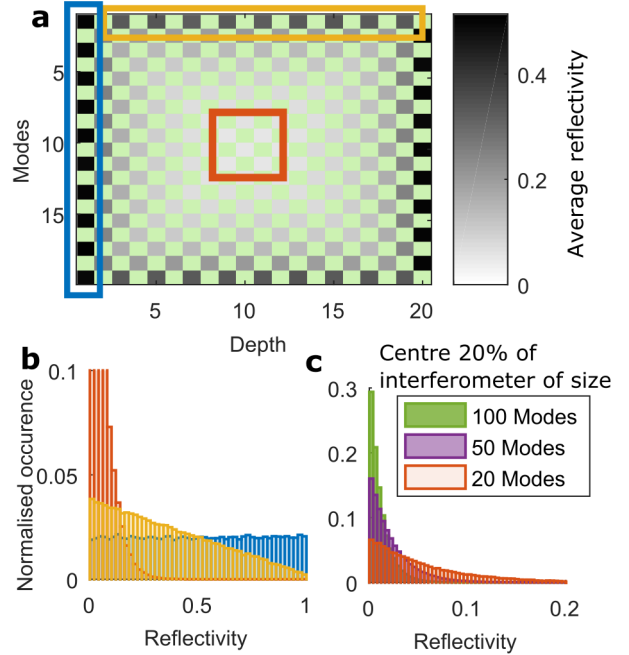 a
Modes
5
10
15
5
10
15
20
Depth
0.4
0.2
0
Average reflectivity
b
Normalised occurence
0.1
0.05
0
0
0.5
1
Reflectivity
c
Centre 20% of
interferometer of size
0.3
0.2
0.1
0
100 Modes
50 Modes
20 Modes
0
0.1
0.2
Reflectivity